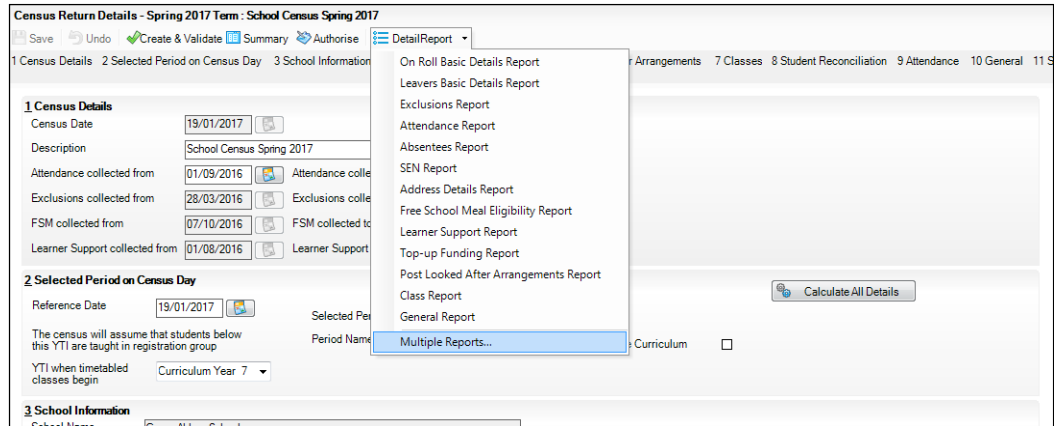 Census Return Details - Spring 2017 Term : School Census Spring 2017
Save Undo Create & Validate Summary Authorise DetailReport
1 Census Details 2 Selected Period on Census Day 3 School Information r Arrangements 7 Classes 8 Student Reconciliation 9 Attendance 10 General 11 S
On Roll Basic Details Report
Leavers Basic Details Report
Exclusions Report
Attendance Report
Absentees Report
SEN Report
Address Details Report
Free School Meal Eligibility Report
Learner Support Report
Top-up Funding Report
Post Looked After Arrangements Report
Class Report
General Report
Multiple Reports...
1 Census Details
Census Date 19/01/2017
Description School Census Spring 2017
Attendance collected from 01/09/2016 Attendance colle
Exclusions collected from 28/03/2016 Exclusions colle
FSM collected from 07/10/2016 FSM collected to
Learner Support collected from 01/08/2016 Learner Support
2 Selected Period on Census Day
Calculate All Details
Reference Date 19/01/2017
Selected Per
The census will assume that students below
this YTI are taught in registration group
Period Name Curriculum
YTI when timetabled
classes begin
Curriculum Year 7
3 School Information